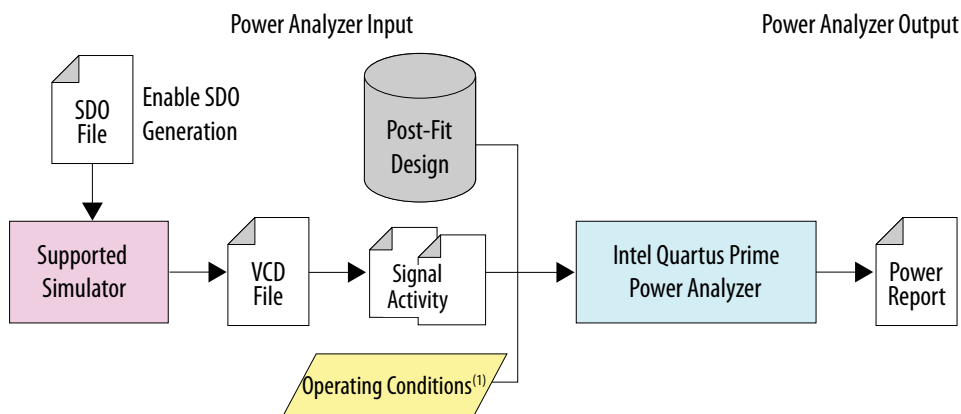 Power Analyzer Input
Power Analyzer Output
SDO
File
Enable SDO
Generation
Post-Fit
Design
Supported
Simulator
VCD
File
Signal
Activity
Intel Quartus Prime
Power Analyzer
Power
Report
Operating Conditions(1)